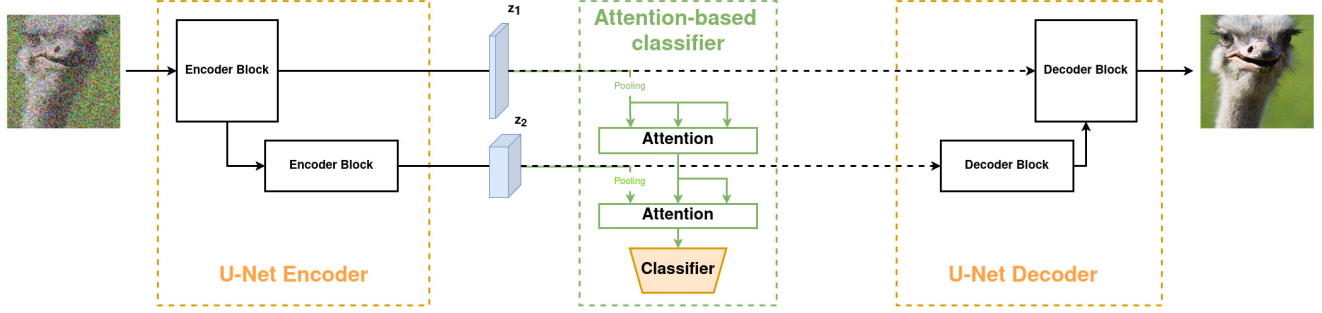 z1
Attention-based
classifier
Encoder Block
Decoder Block
Pooling
z2
Attention
Encoder Block
Decoder Block
Pooling
Attention
Classifier
U-Net Encoder
U-Net Decoder